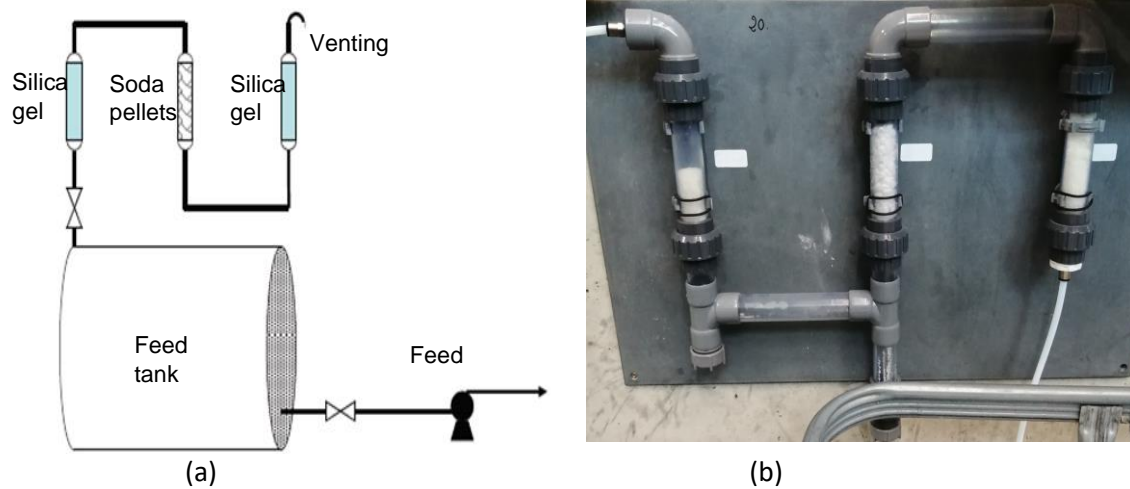 Venting
Silica
gel
Soda
pellets
Silica
gel
20.
Feed
tank
Feed
(a)
(b)